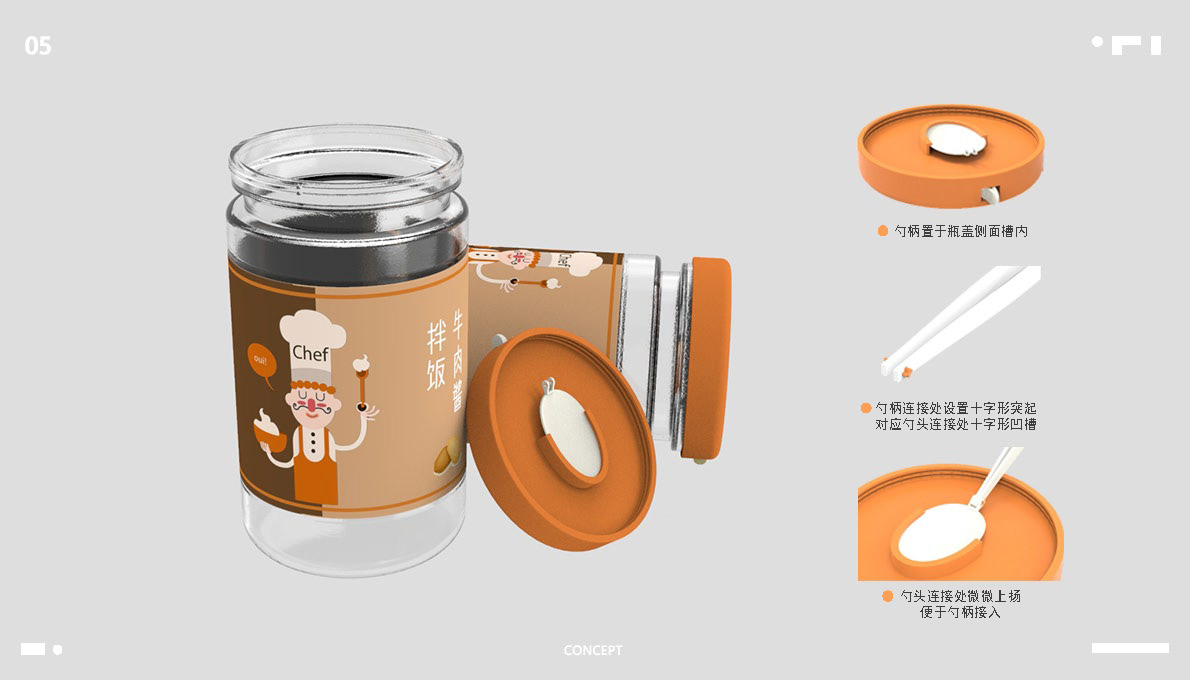 05
Chef
oui!
Chef
牛肉酱
拌饭
勺柄置于瓶盖侧面槽内
勺柄连接处设置十字形突起
对应勺头连接处十字形凹槽
勺头连接处微微上扬
便于勺柄接入
CONCEPT